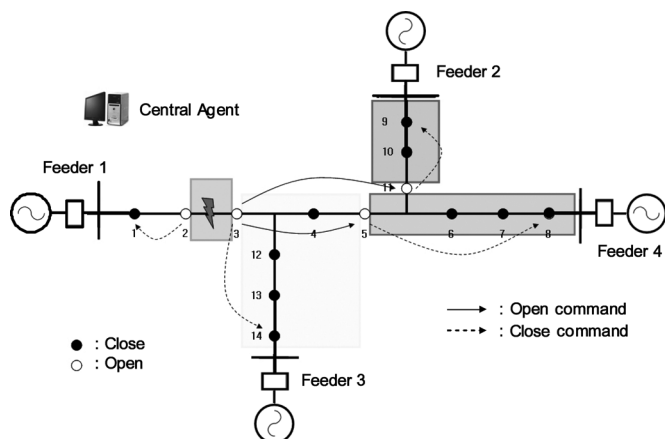 Feeder 2
Central Agent
9
10
Feeder 1
11
Feeder 4
1
2
3
4
5
6
7
8
12
13
14
: Open command
: Close command
: Close
: Open
Feeder 3